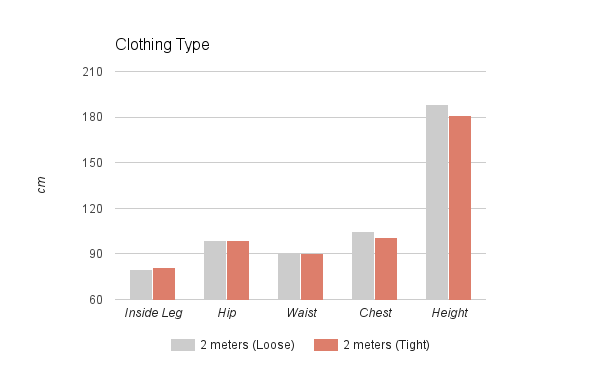 Clothing Type
210
180
150
120
90
60
cm
Inside Leg Hip Waist Chest Height
2 meters (Loose) 2 meters (Tight)